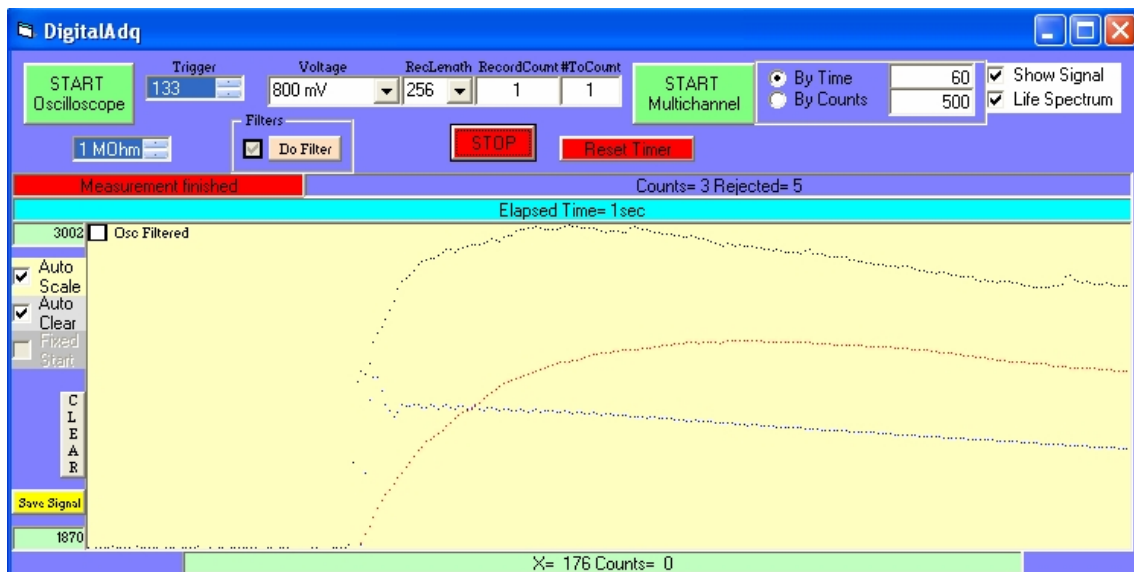 DigitalAdq
Trigger Voltage RecLength RecordCount #ToCount
START
Oscilloscope
133
800 mV
256
1
1
START
Multichannel
By Time 60
By Counts 500
Show Signal
Life Spectrum
1 MOhm
Filters
Do Filter
STOP
Reset Timer
Measurement finished
Counts= 3 Rejected= 5
Elapsed Time= 1sec
3002
Osc Filtered
Auto
Scale
Auto
Clear
Fixed
Start
C
L
E
A
R
Save Signal
1870
X= 176 Counts= 0